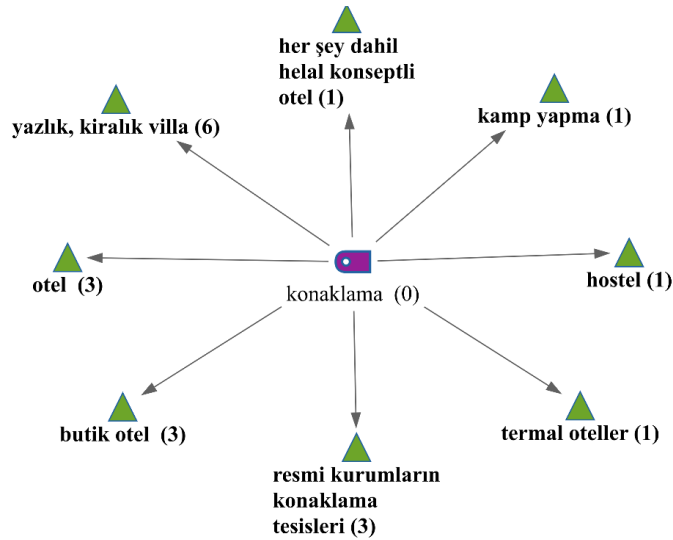 her şey dahil
helal konseptli
otel (1)
yazlık, kiralık villa (6)
kamp yapma (1)
otel (3)
hostel (1)
konaklama (0)
butik otel (3)
termal oteller (1)
resmi kurumların
konaklama
tesisleri (3)